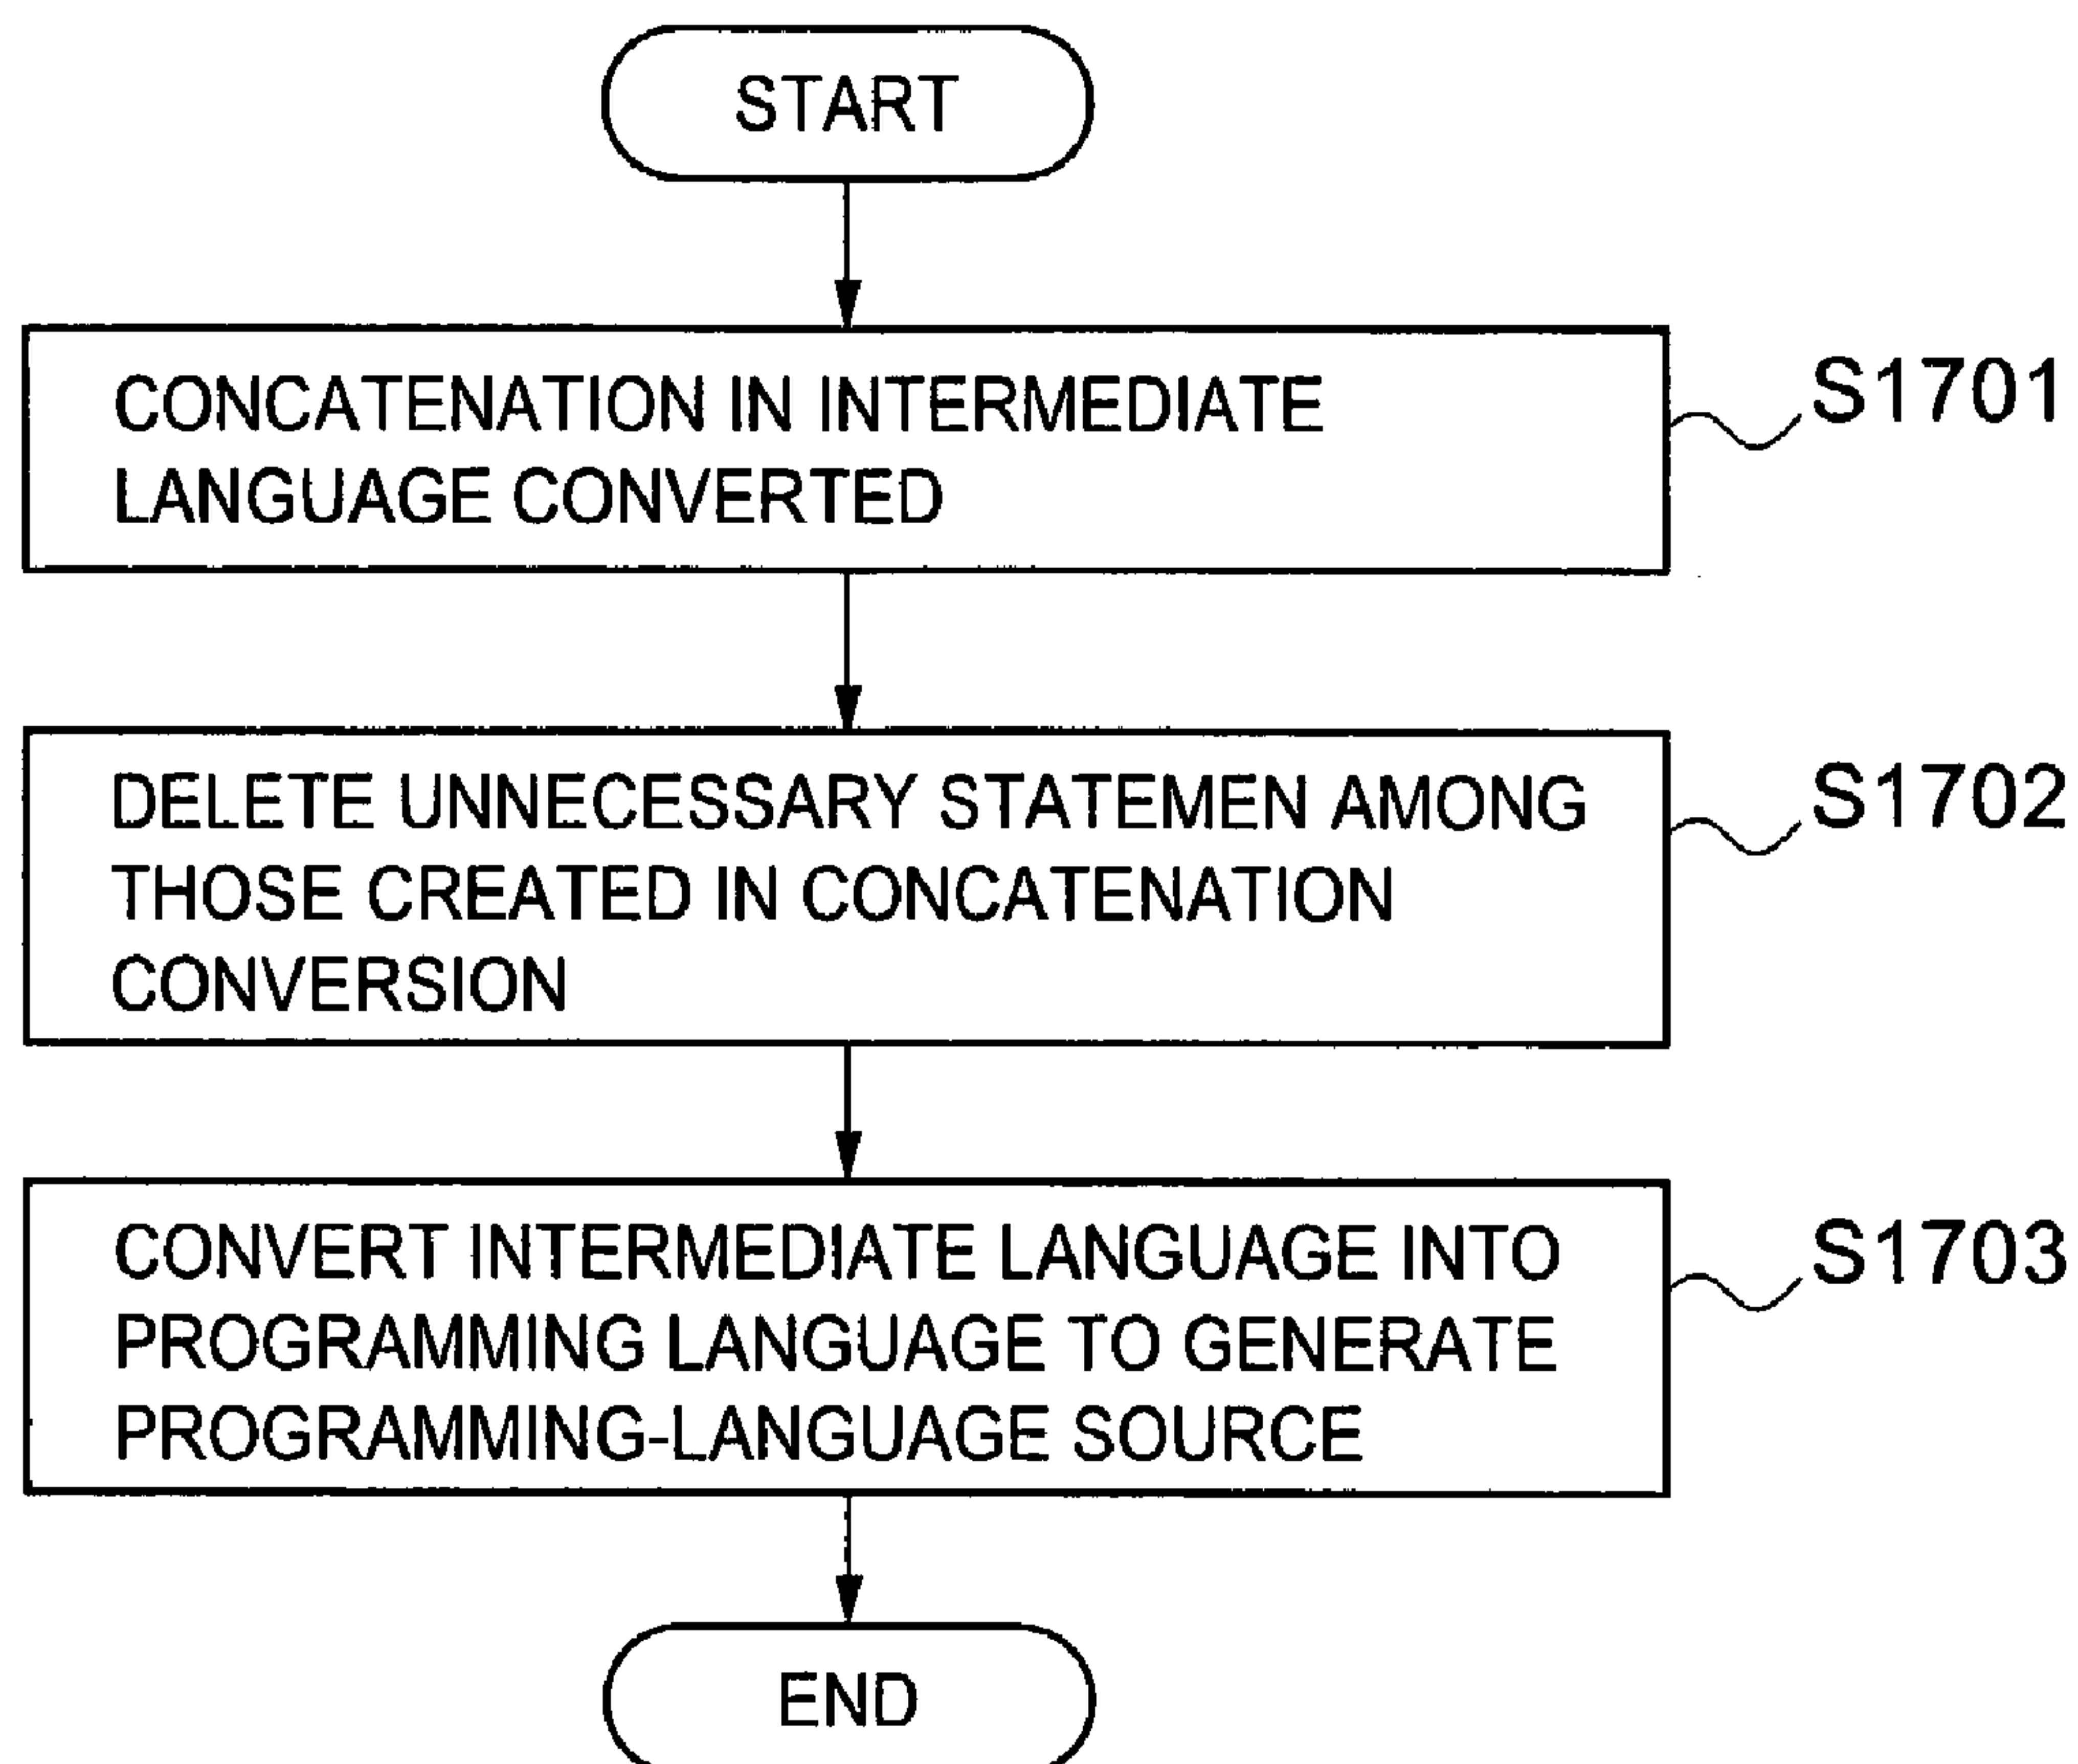 START
CONCATENATION IN INTERMEDIATE
LANGUAGE CONVERTED
S1701
DELETE UNNECESSARY STATEMEN AMONG
THOSE CREATED IN CONCATENATION
CONVERSION
S1702
CONVERT INTERMEDIATE LANGUAGE INTO
PROGRAMMING LANGUAGE TO GENERATE
PROGRAMMING-LANGUAGE SOURCE
S1703
END